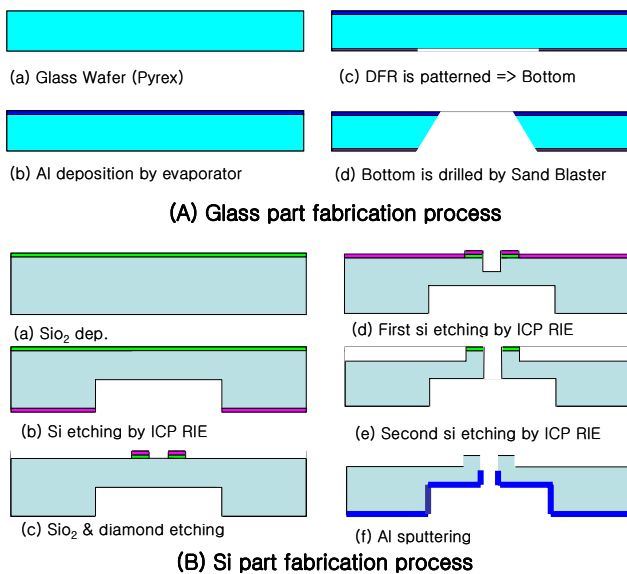 (a) Glass Wafer (Pyrex)
(b) Al deposition by evaporator
(c) DFR is patterned => Bottom
(d) Bottom is drilled by Sand Blaster
(A) Glass part fabrication process
(a) Sio₂ dep.
(b) Si etching by ICP RIE
(c) Sio₂ & diamond etching
(d) First si etching by ICP RIE
(e) Second si etching by ICP RIE
(f) Al sputtering
(B) Si part fabrication process